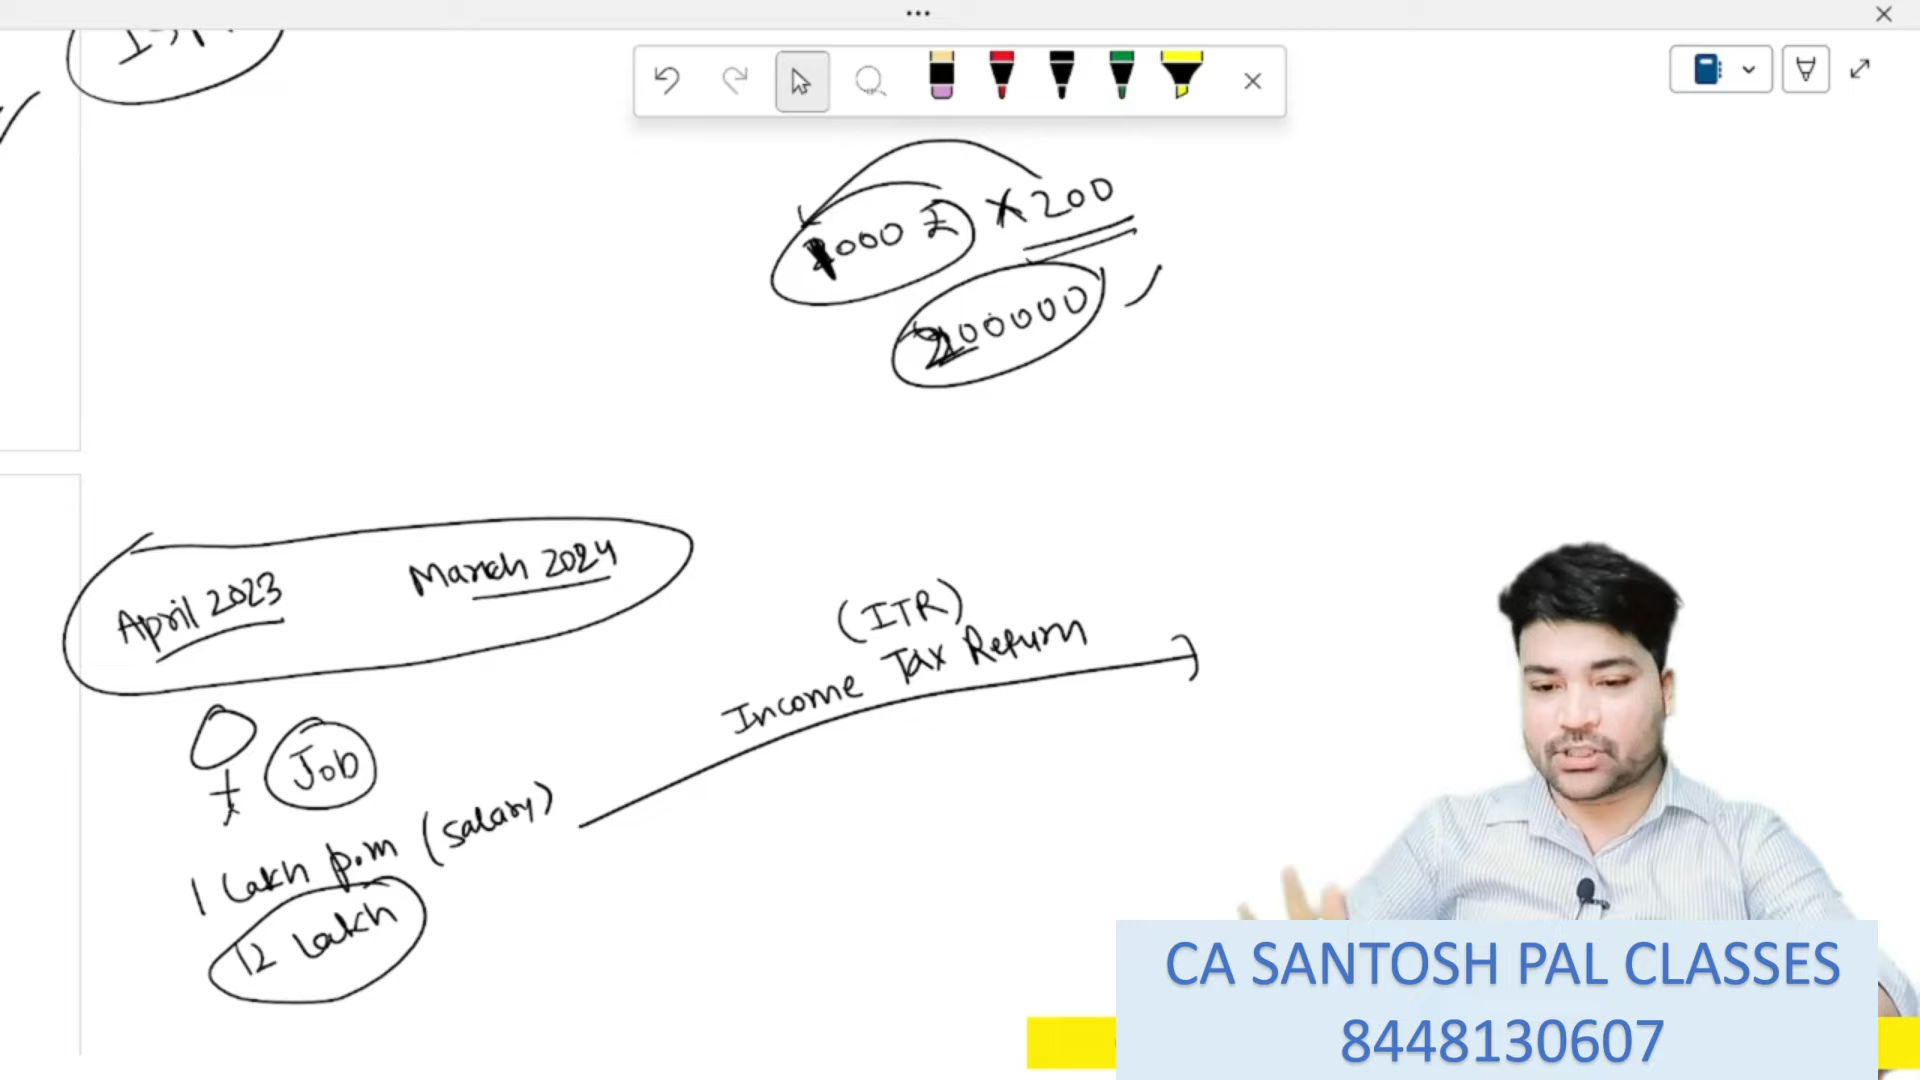 1000 Z × 200
200000
April 2023 March 2024
(ITR)
Income Tax Return
Job
1 Lakh p.m (salary)
12 Lakh
CA SANTOSH PAL CLASSES
8448130607